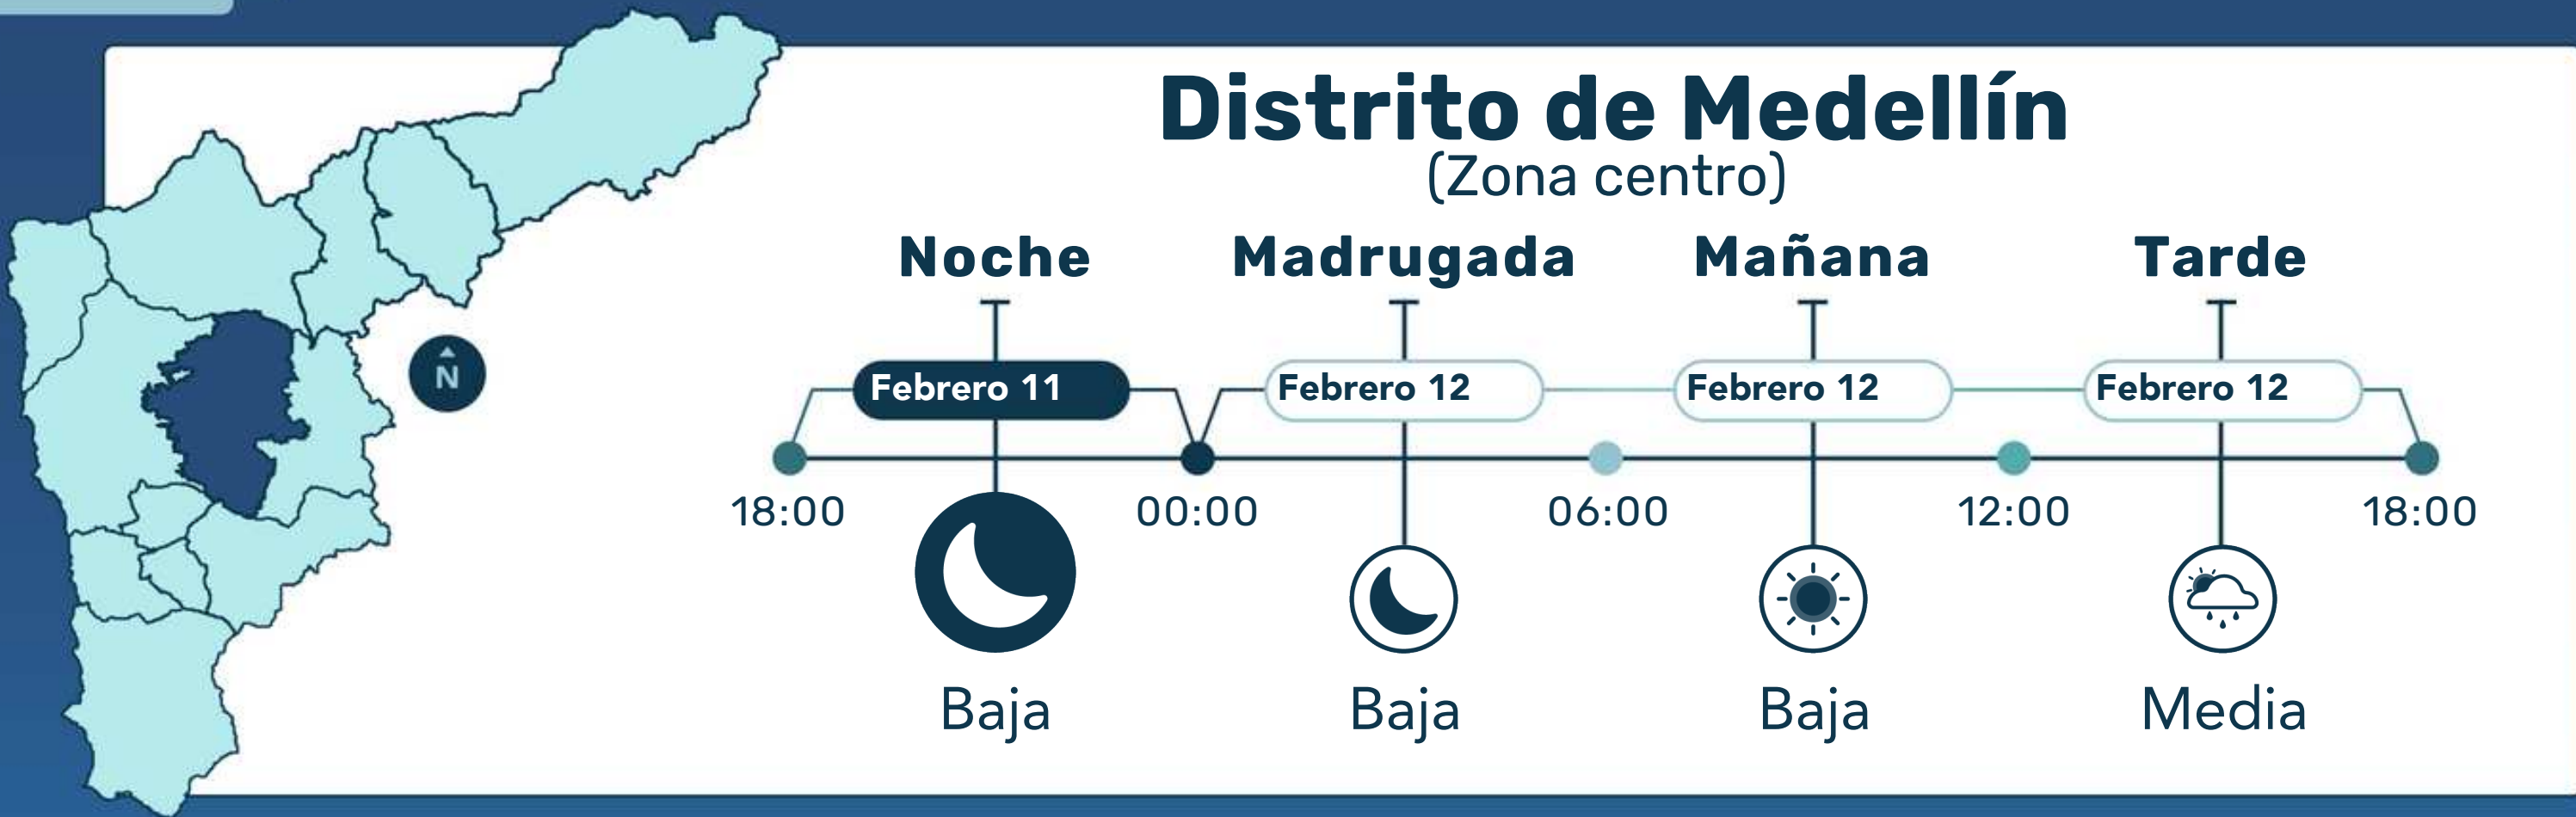 Distrito de Medellín
(Zona centro)
Noche Madrugada Mañana Tarde
Febrero 11 Febrero 12 Febrero 12 Febrero 12
N
18:00 00:00 06:00 12:00 18:00
Baja Baja Baja Media